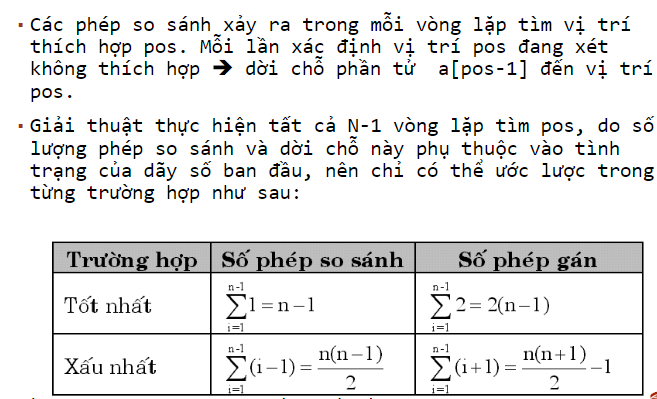 ▪ Các phép so sánh xảy ra trong mỗi vòng lặp tìm vị trí
thích hợp pos. Mỗi lần xác định vị trí pos đang xét
không thích hợp ➔ dời chỗ phần tử a[pos-1] đến vị trí
pos.
▪ Giải thuật thực hiện tất cả N-1 vòng lặp tìm pos, do số
lượng phép so sánh và dời chỗ này phụ thuộc vào tình
trạng của dãy số ban đầu, nên chỉ có thể ước lược trong
từng trường hợp như sau:
Trường hợp Số phép so sánh Số phép gán
Tốt nhất ∑_{i=1}^{n-1} 1 = n − 1 ∑_{i=1}^{n-1} 2 = 2(n − 1)
Xấu nhất ∑_{i=1}^{n-1} (i − 1) = n(n − 1)/2 ∑_{i=1}^{n-1} (i + 1) = n(n + 1)/2 − 1